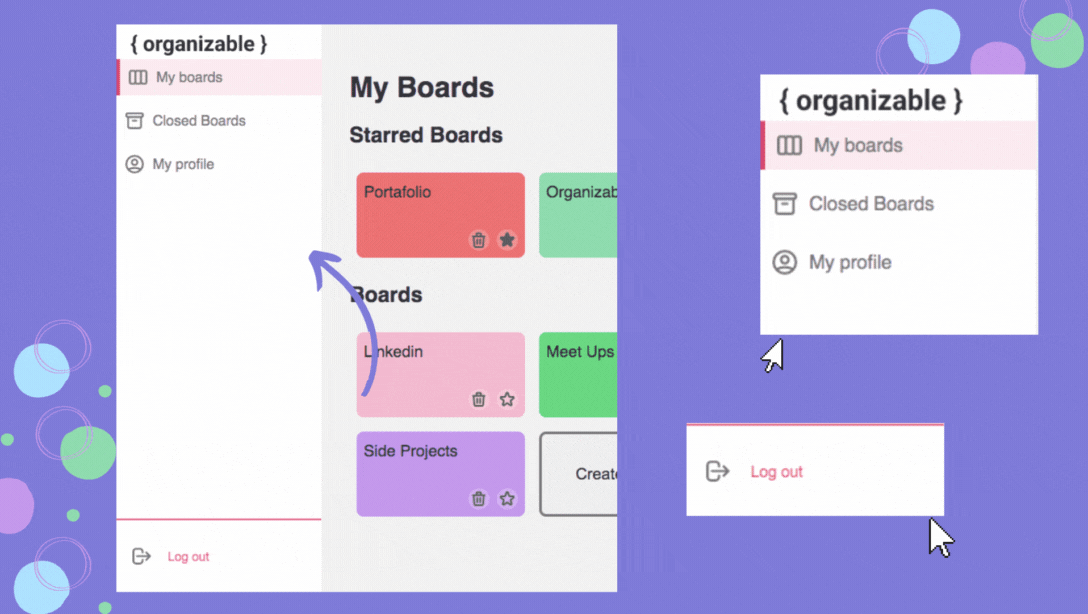 { organizable }
My boards
Closed Boards
My profile
Log out
My Boards
Starred Boards
Portafolio
Organizab
Boards
Linkedin
Meet Ups
Side Projects
Create
{ organizable }
My boards
Closed Boards
My profile
Log out